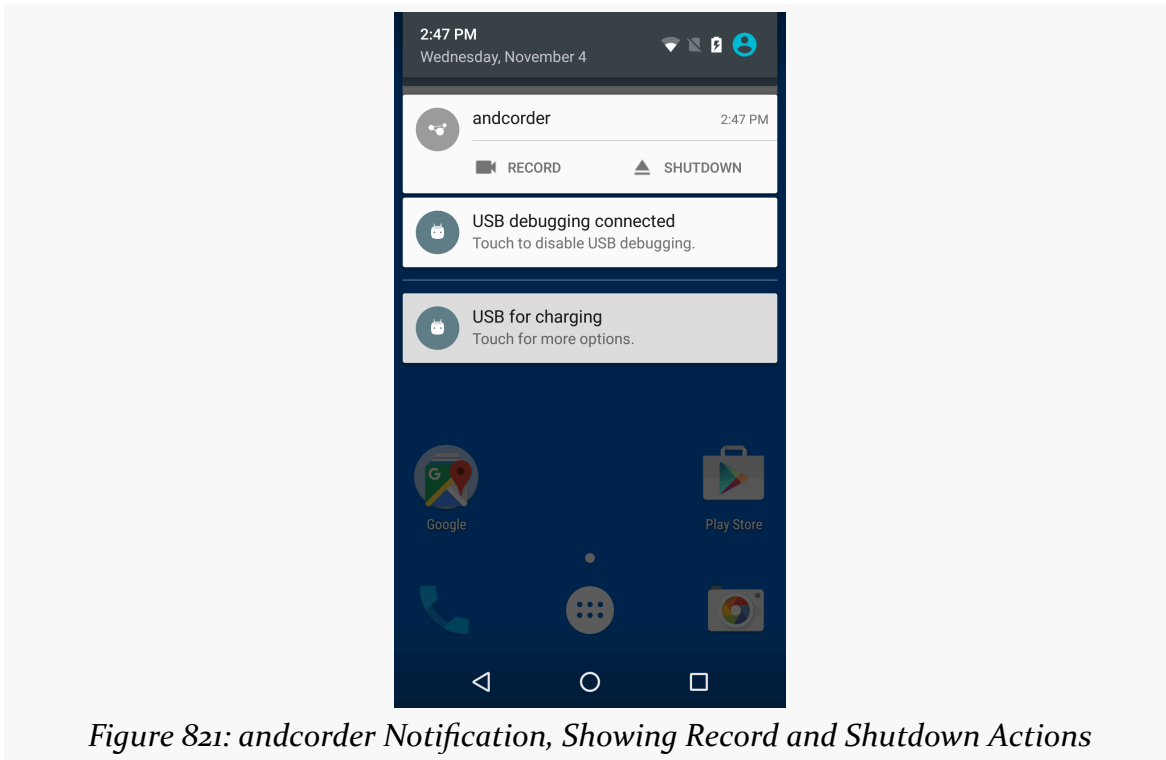 2:47 PM
Wednesday, November 4
andcorder 2:47 PM
RECORD SHUTDOWN
USB debugging connected
Touch to disable USB debugging.
USB for charging
Touch for more options.
G
Google Play Store
Figure 821: andcorder Notification, Showing Record and Shutdown Actions